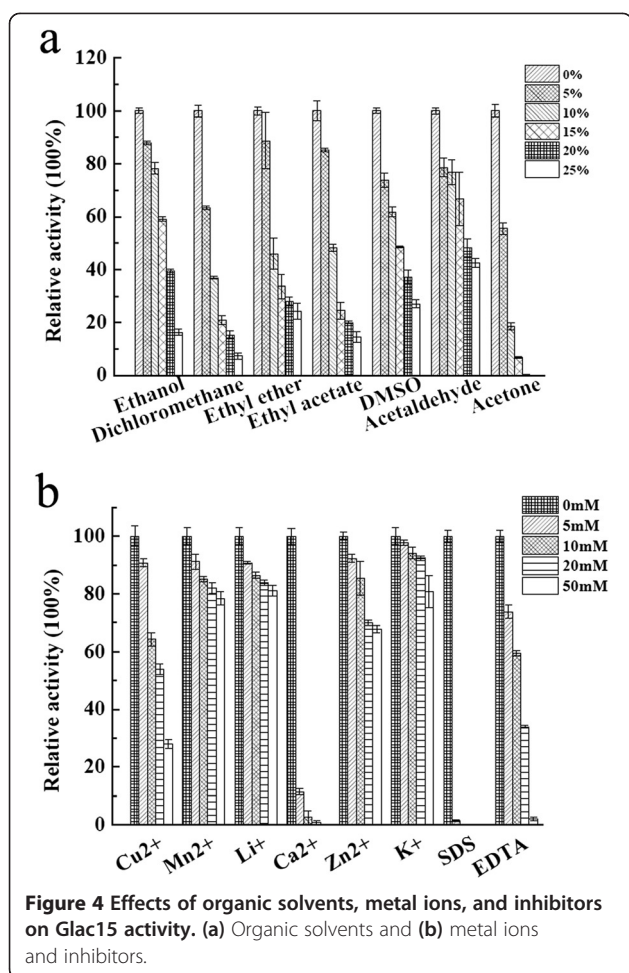 a
120
100
80
60
40
20
0
Relative activity (100%)
0%
5%
10%
15%
20%
25%
Ethanol
Dichloromethane
Ethyl ether
Ethyl acetate
DMSO
Acetaldehyde
Acetone
b
100
80
60
40
20
0
Relative activity (100%)
0mM
5mM
10mM
20mM
50mM
Cu2+
Mn2+
Li+
Ca2+
Zn2+
K+
SDS
EDTA
Figure 4 Effects of organic solvents, metal ions, and inhibitors
on Glac15 activity. (a) Organic solvents and (b) metal ions
and inhibitors.